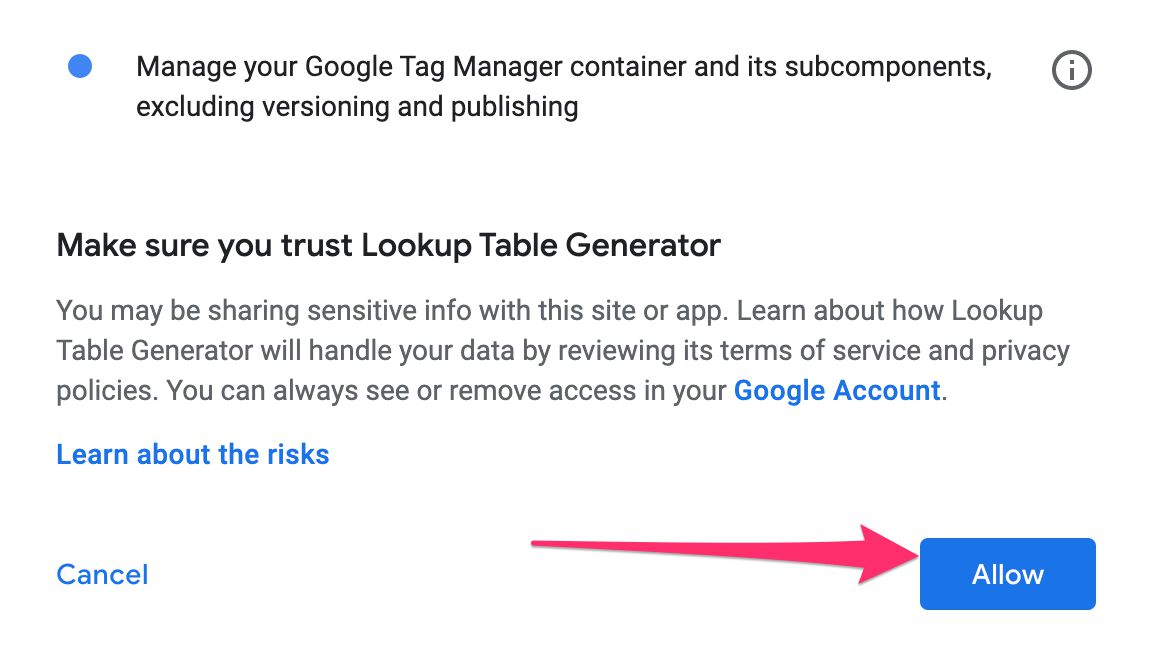 Manage your Google Tag Manager container and its subcomponents,
excluding versioning and publishing
Make sure you trust Lookup Table Generator
You may be sharing sensitive info with this site or app. Learn about how Lookup
Table Generator will handle your data by reviewing its terms of service and privacy
policies. You can always see or remove access in your Google Account.
Learn about the risks
Cancel
Allow